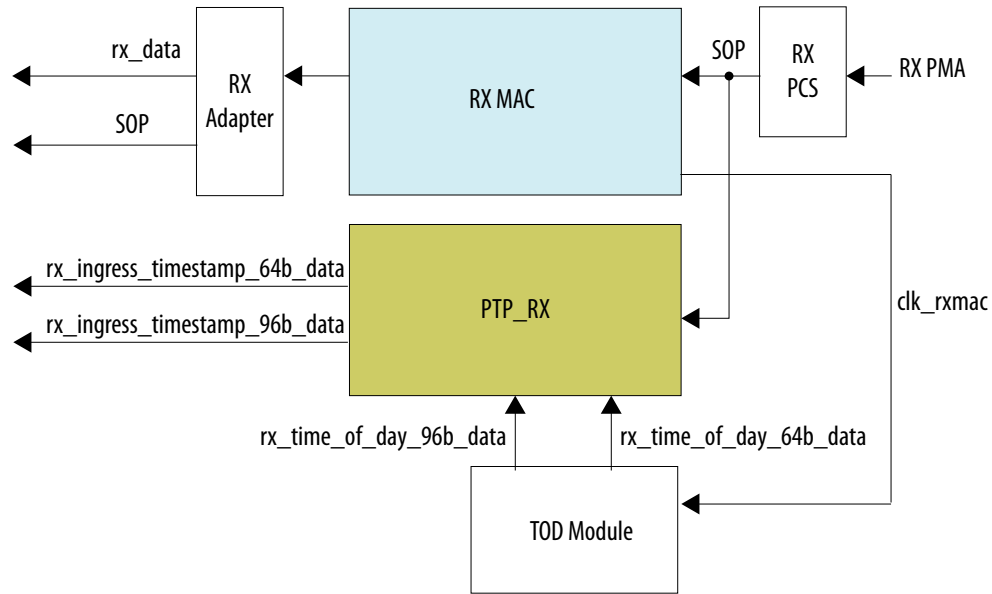 rx_data
SOP
RX
Adapter
RX MAC
SOP
RX
PCS
RX PMA
rx_ingress_timestamp_64b_data
rx_ingress_timestamp_96b_data
PTP_RX
clk_rxmac
rx_time_of_day_96b_data
rx_time_of_day_64b_data
TOD Module